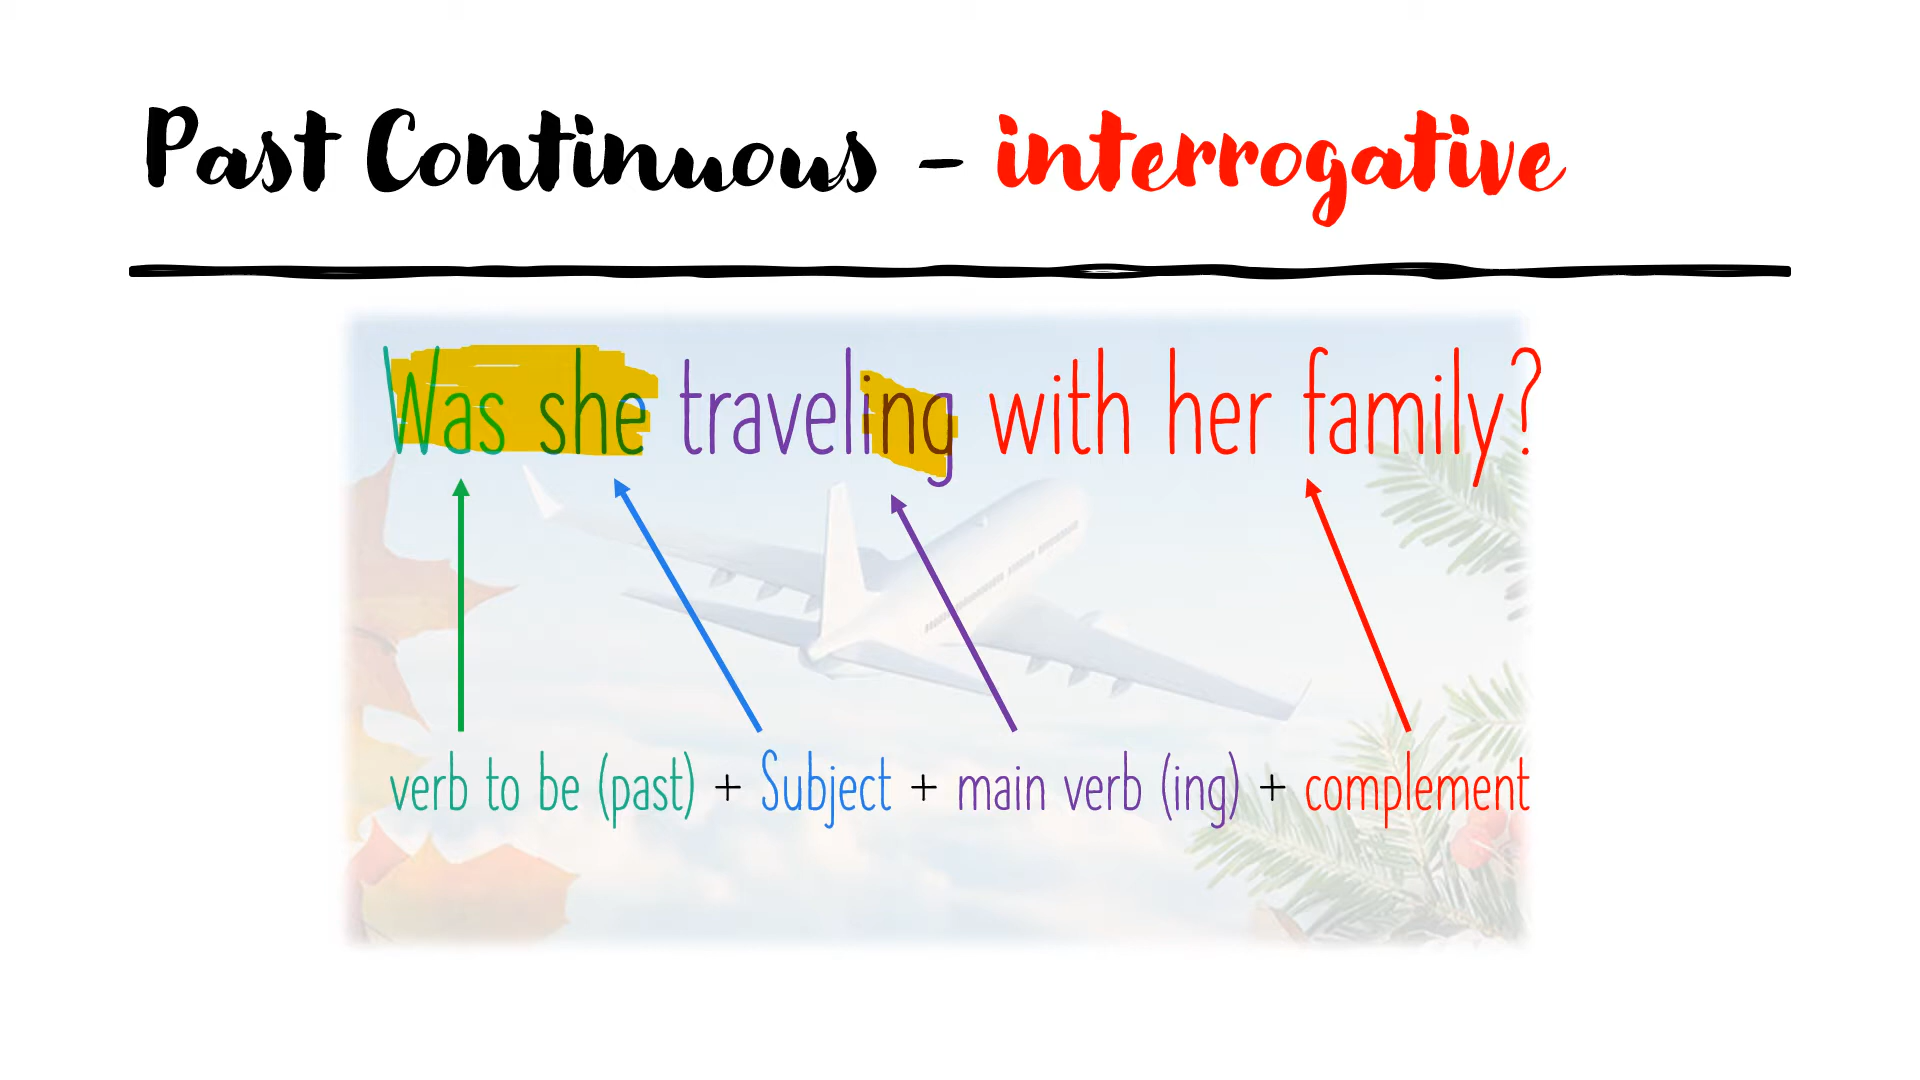 Past Continuous - interrogative
Was she traveling with her family?
verb to be (past) + Subject + main verb (ing) + complement